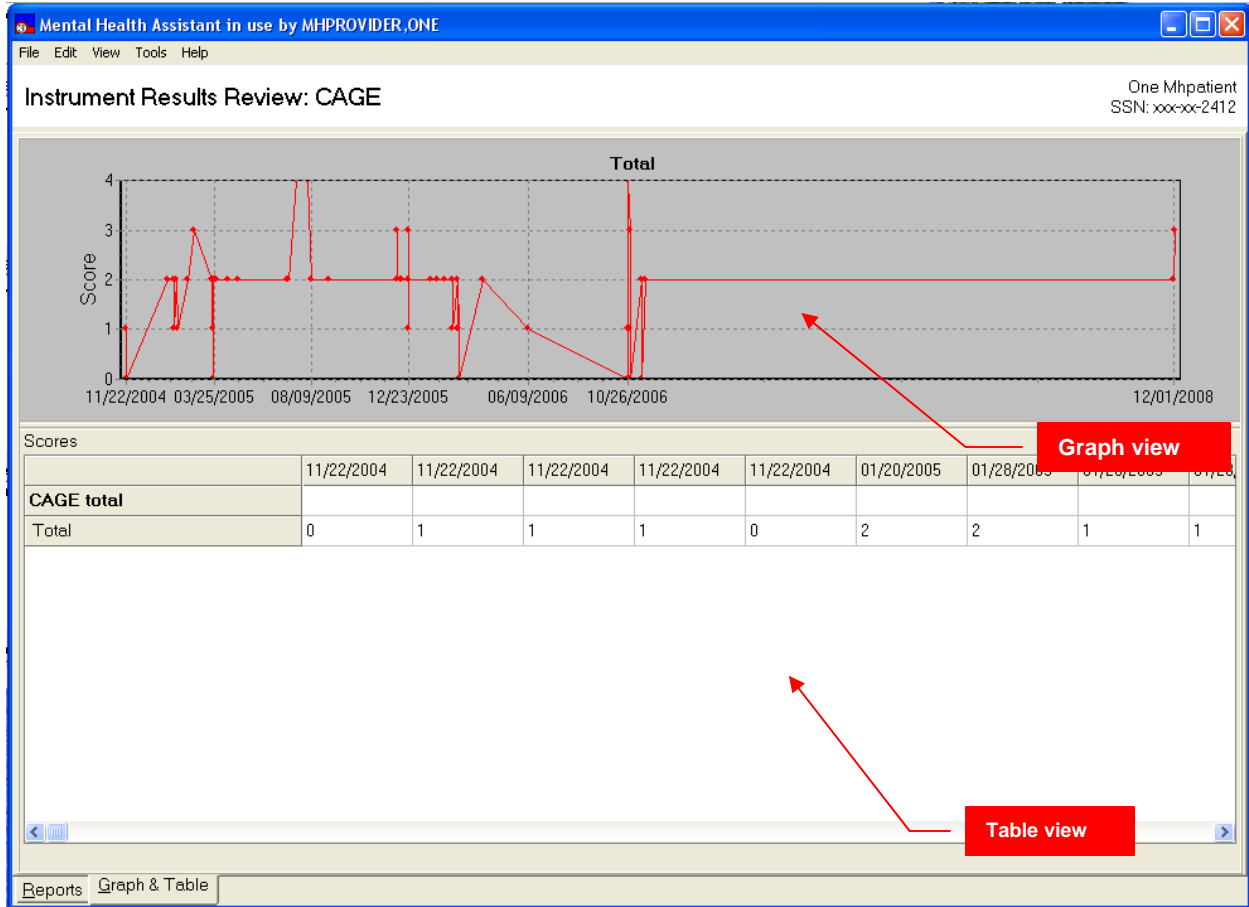 Mental Health Assistant in use by MHPROVIDER,ONE
File Edit View Tools Help
Instrument Results Review: CAGE
One Mhpatient
SSN: xxx-xx-2412
Total
Score
4
3
2
1
0
11/22/2004 03/25/2005 08/09/2005 12/23/2005 06/09/2006 10/26/2006 12/01/2008
Graph view
Scores
11/22/2004 11/22/2004 11/22/2004 11/22/2004 11/22/2004 01/20/2005
CAGE total
Total 0 1 1 1 0 2 2 1 1
Table view
Reports Graph & Table